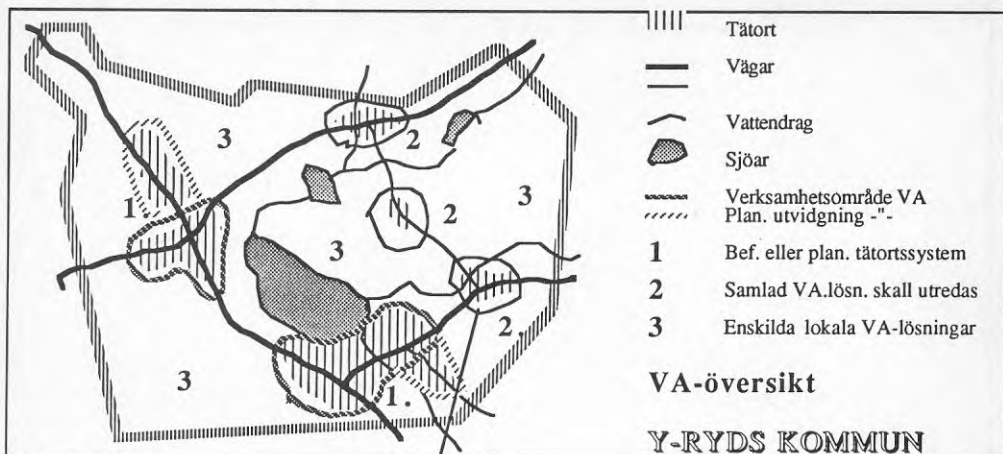 3
2
1
3
2
3
3
2.
1.
Tätort
Vägar
Vattendrag
Sjöar
Verksamhetsområde VA
Plan. utvidgning -"-
1 Bef. eller plan. tätortssystem
2 Samlad VA.lösn. skall utredas
3 Enskilda lokala VA-lösningar
VA-översikt
Y-RYDS KOMMUN